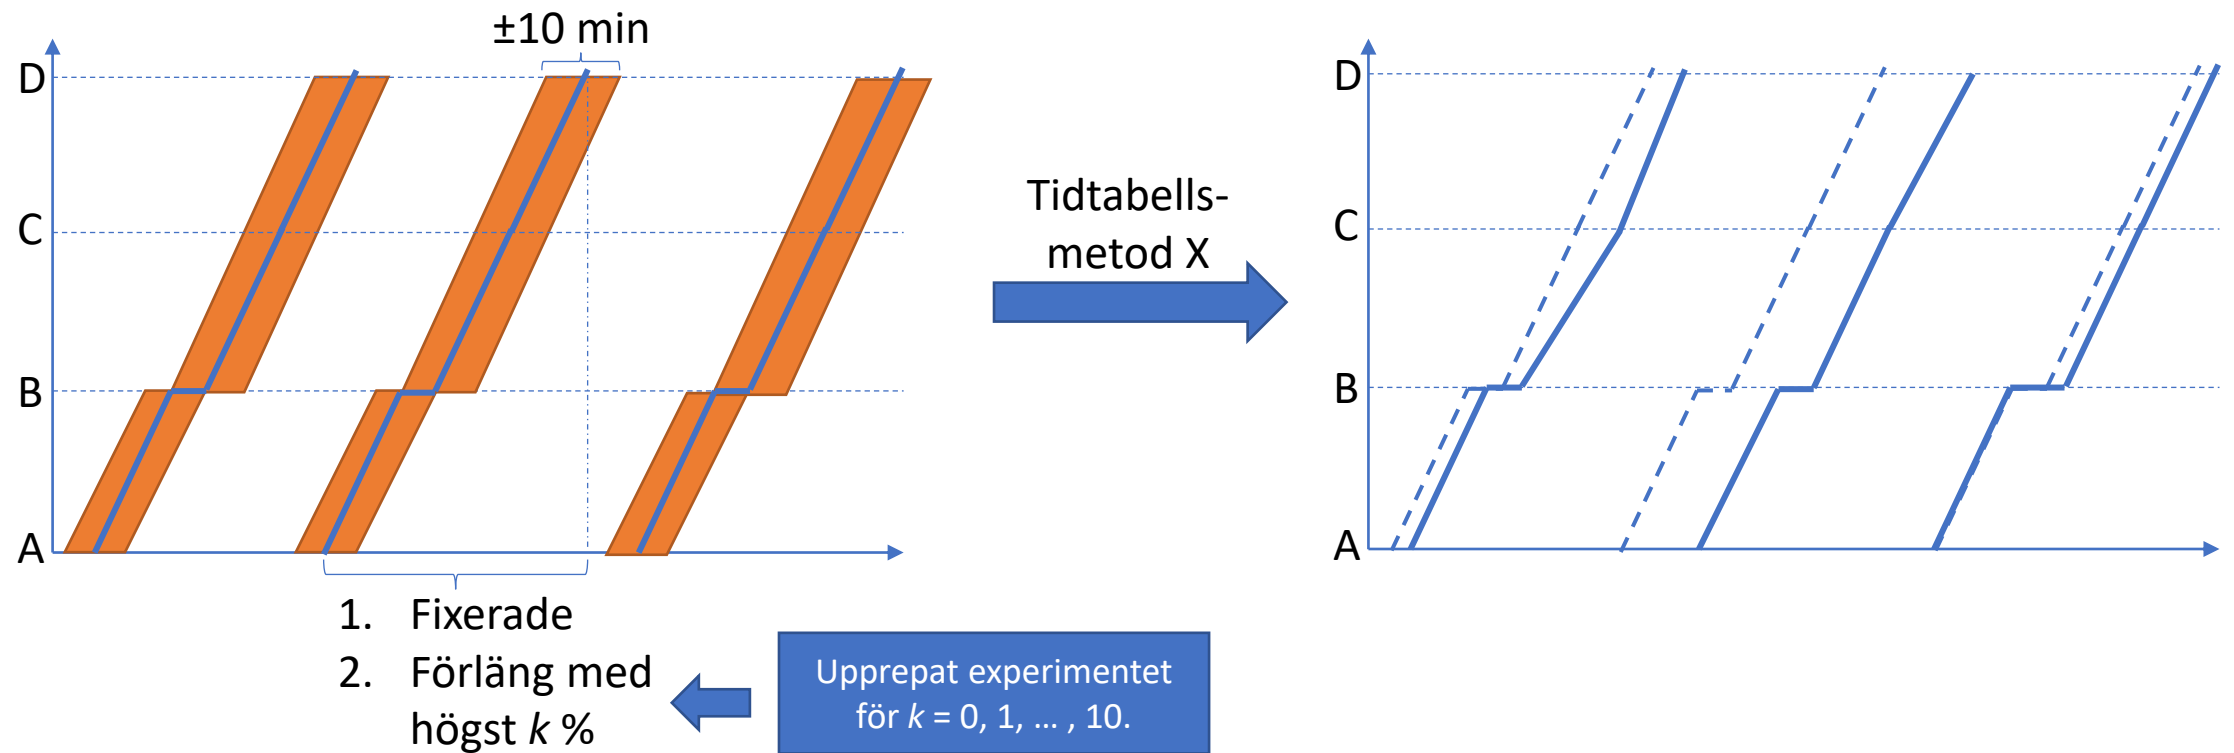 ±10 min
D
C
B
A
1. Fixerade
2. Förläng med
högst k %
Tidtabells-
metod X
Upprepat experimentet
för k = 0, 1, ... , 10.
D
C
B
A